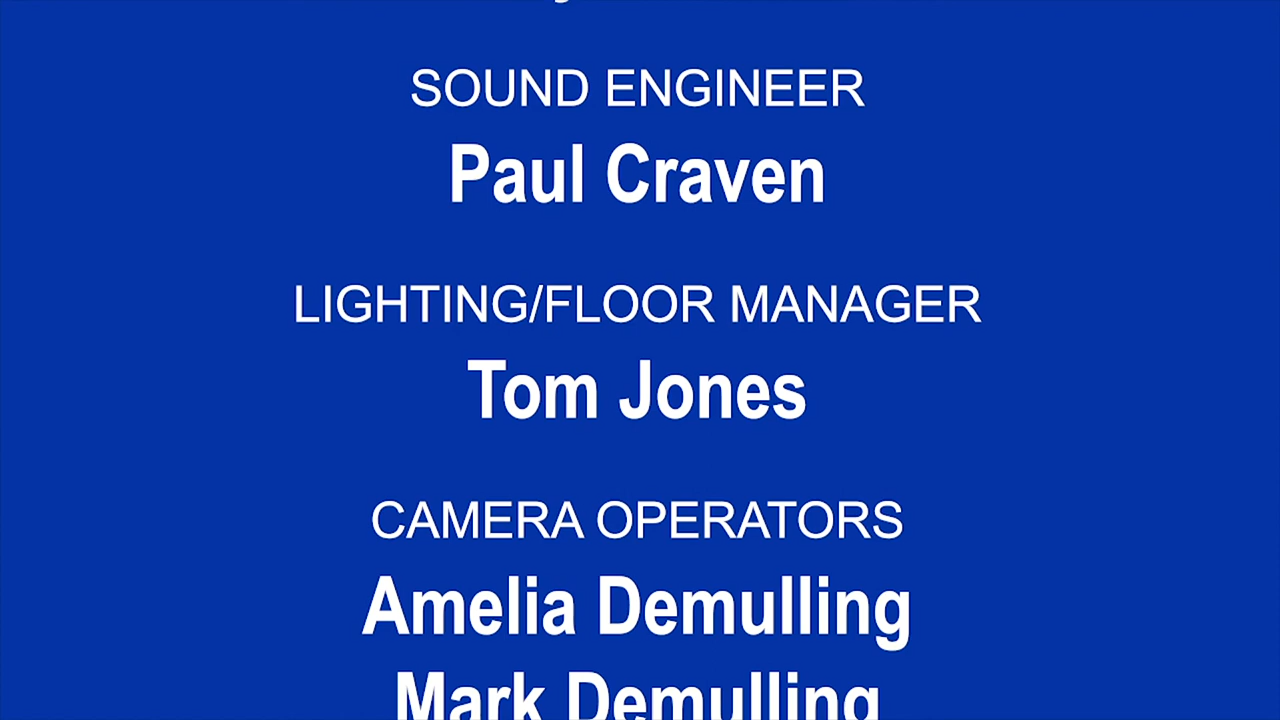 SOUND ENGINEER
Paul Craven
LIGHTING/FLOOR MANAGER
Tom Jones
CAMERA OPERATORS
Amelia Demulling
Mark Demulling